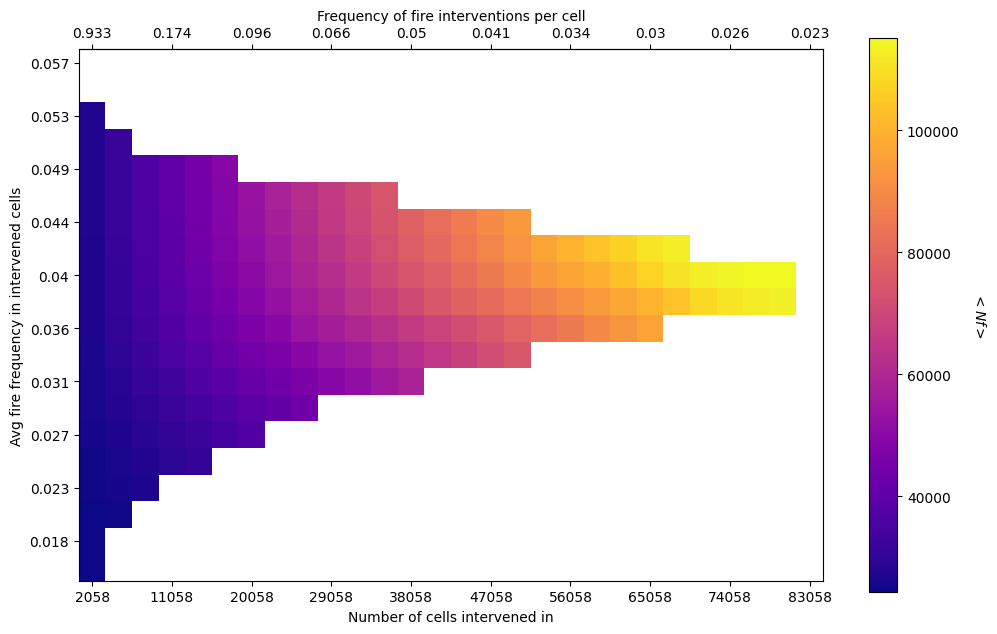 Frequency of fire interventions per cell
0.933 0.174 0.096 0.066 0.05 0.041 0.034 0.03 0.026 0.023
0.057
0.053
0.049
0.044
0.04
0.036
0.031
0.027
0.023
0.018
Avg fire frequency in intervened cells
2058 11058 20058 29058 38058 47058 56058 65058 74058 83058
Number of cells intervened in
100000
80000
60000
40000
< Nf >